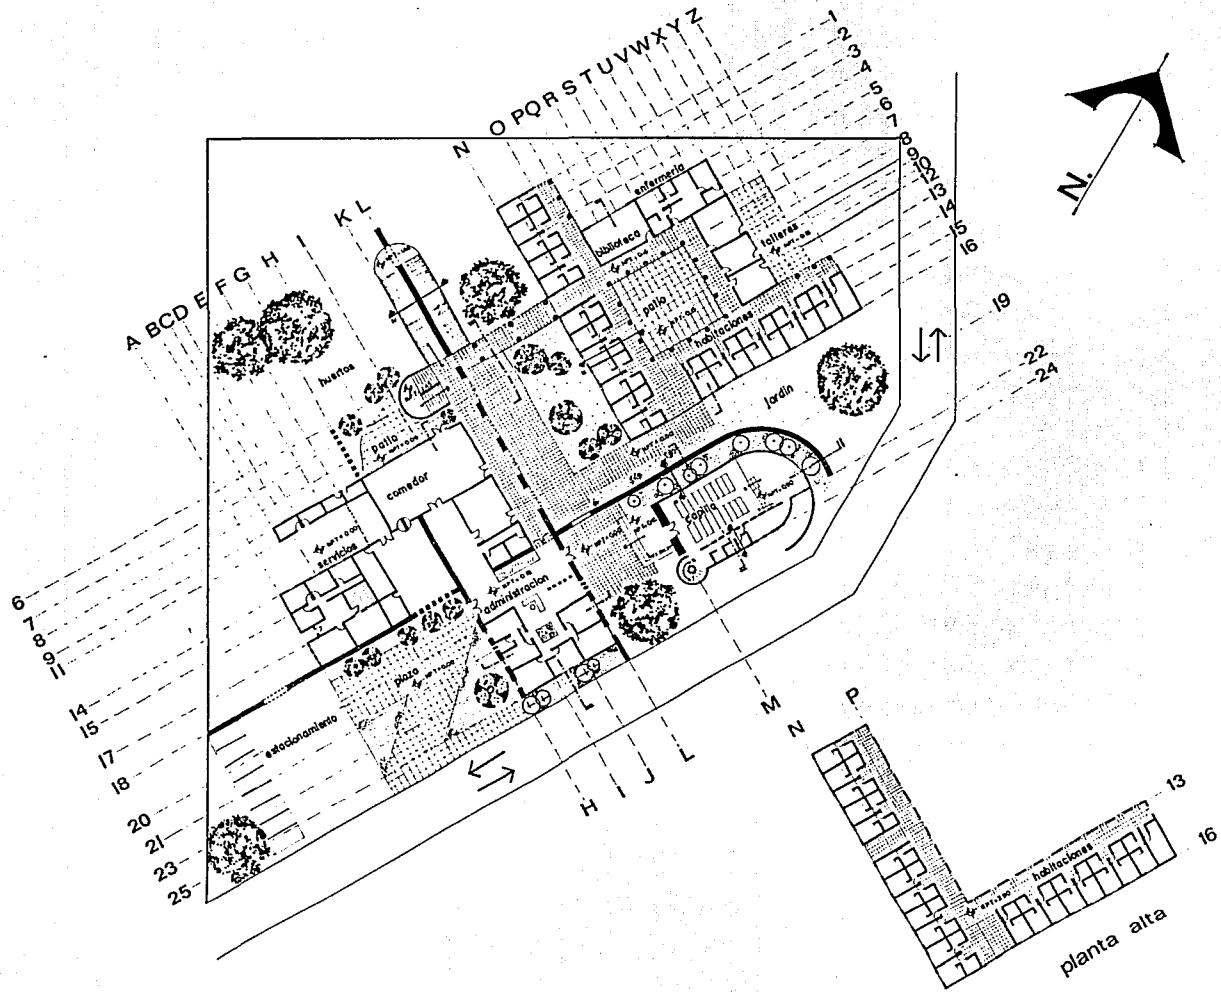 A B C D E F G H I K L
N O P Q R S T U V W X Y Z
1
2
3
4
5
6
7
8
9
10
12
13
14
15
16
19
22
24
N.
enfermeria
biblioteca
talleres
patio
habitaciones
huertos
jardin
patio
comedor
capilla
servicios
administracion
plaza
estacionamiento
6
7
8
9
11
14
15
17
18
20
21
23
25
H I J L M
N P
13
16
habitaciones
planta alta